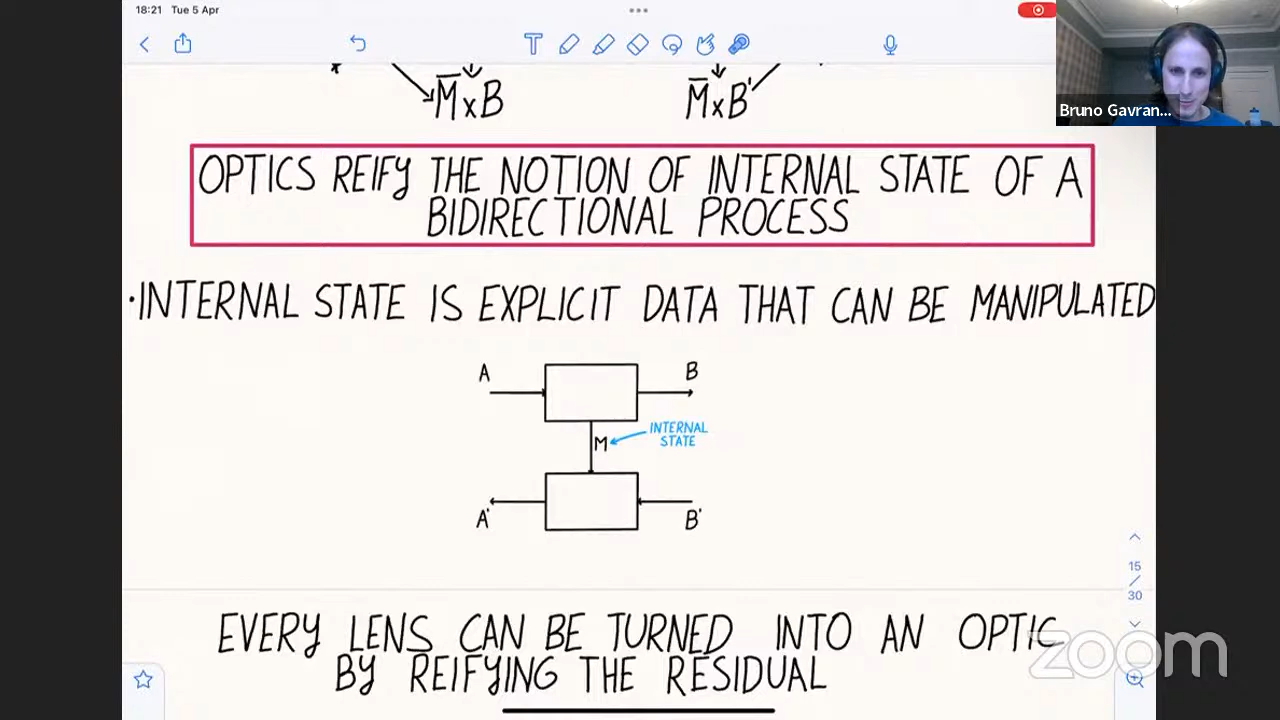 18:21 Tue 5 Apr
T
M̅xB
M̅xB'
Bruno Gavran...
OPTICS REIFY THE NOTION OF INTERNAL STATE OF A
BIDIRECTIONAL PROCESS
·INTERNAL STATE IS EXPLICIT DATA THAT CAN BE MANIPULATED
A
B
M
INTERNAL
STATE
A'
B'
15
/
30
EVERY LENS CAN BE TURNED INTO AN OPTIC
BY REIFYING THE RESIDUAL
zoom